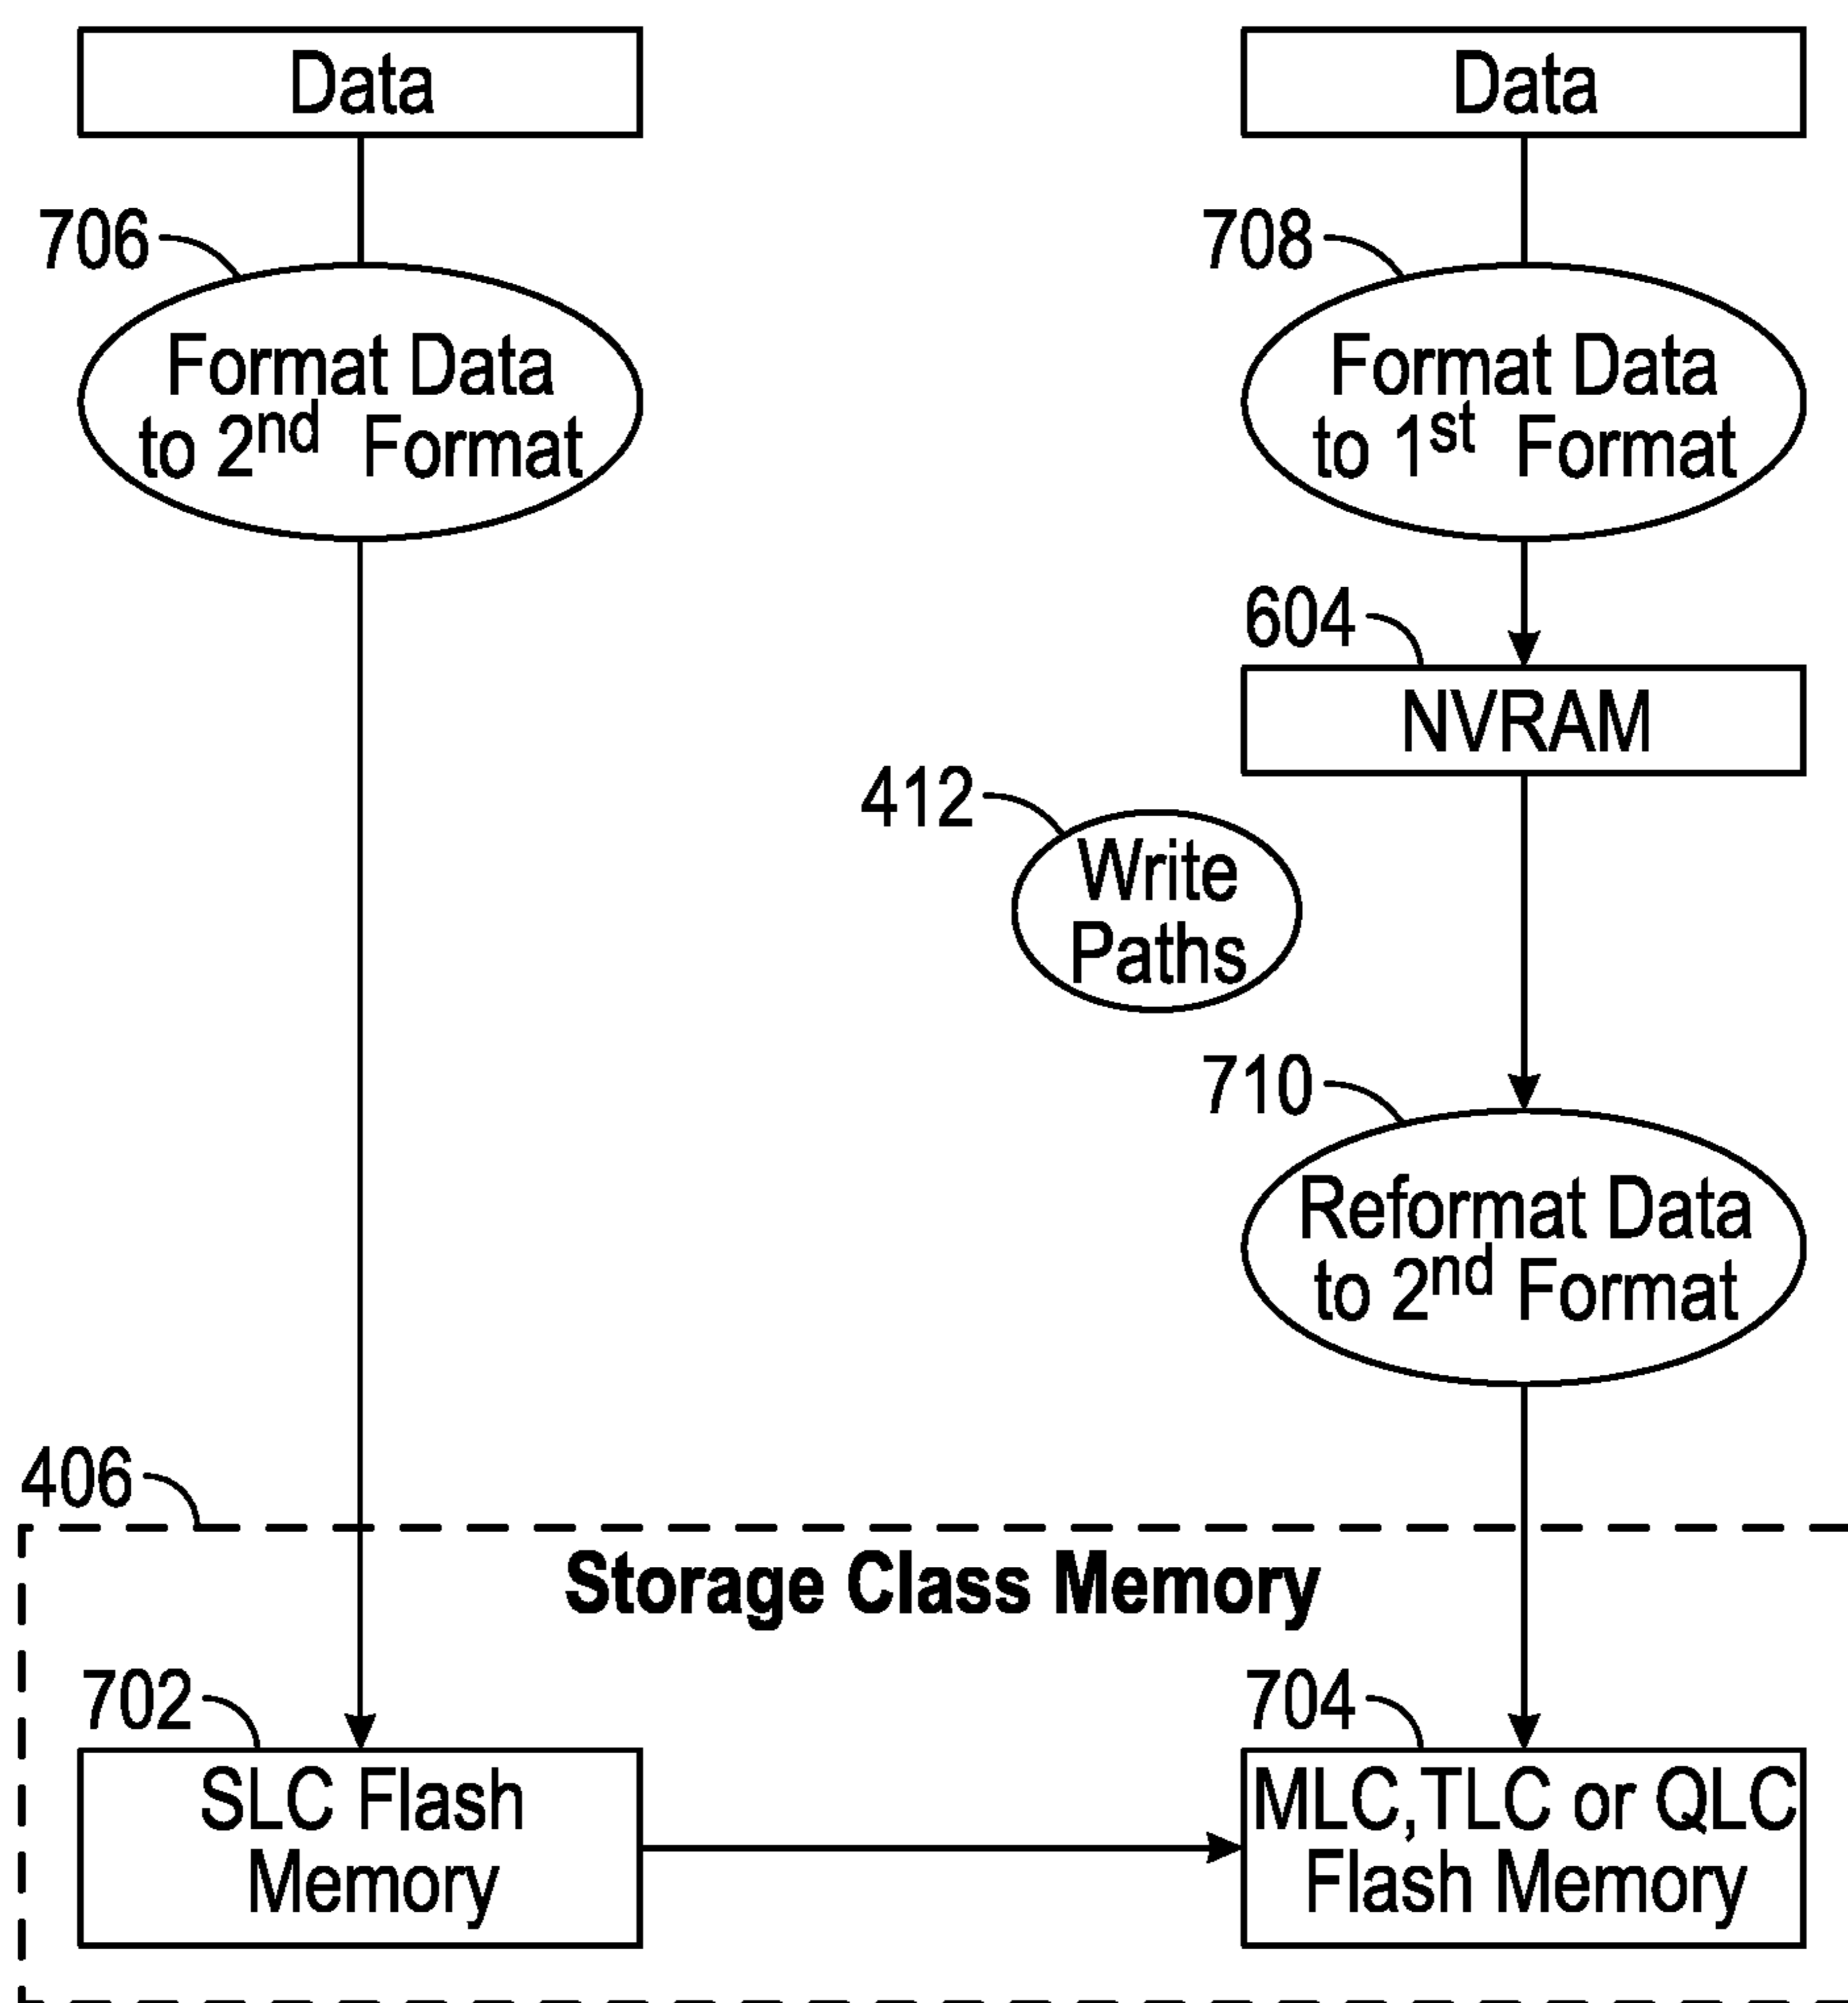 Data
Data
706
708
Format Data
to 2nd Format
Format Data
to 1st Format
604
NVRAM
412
Write
Paths
710
Reformat Data
to 2nd Format
406
Storage Class Memory
702
704
SLC Flash
Memory
MLC,TLC or QLC
Flash Memory